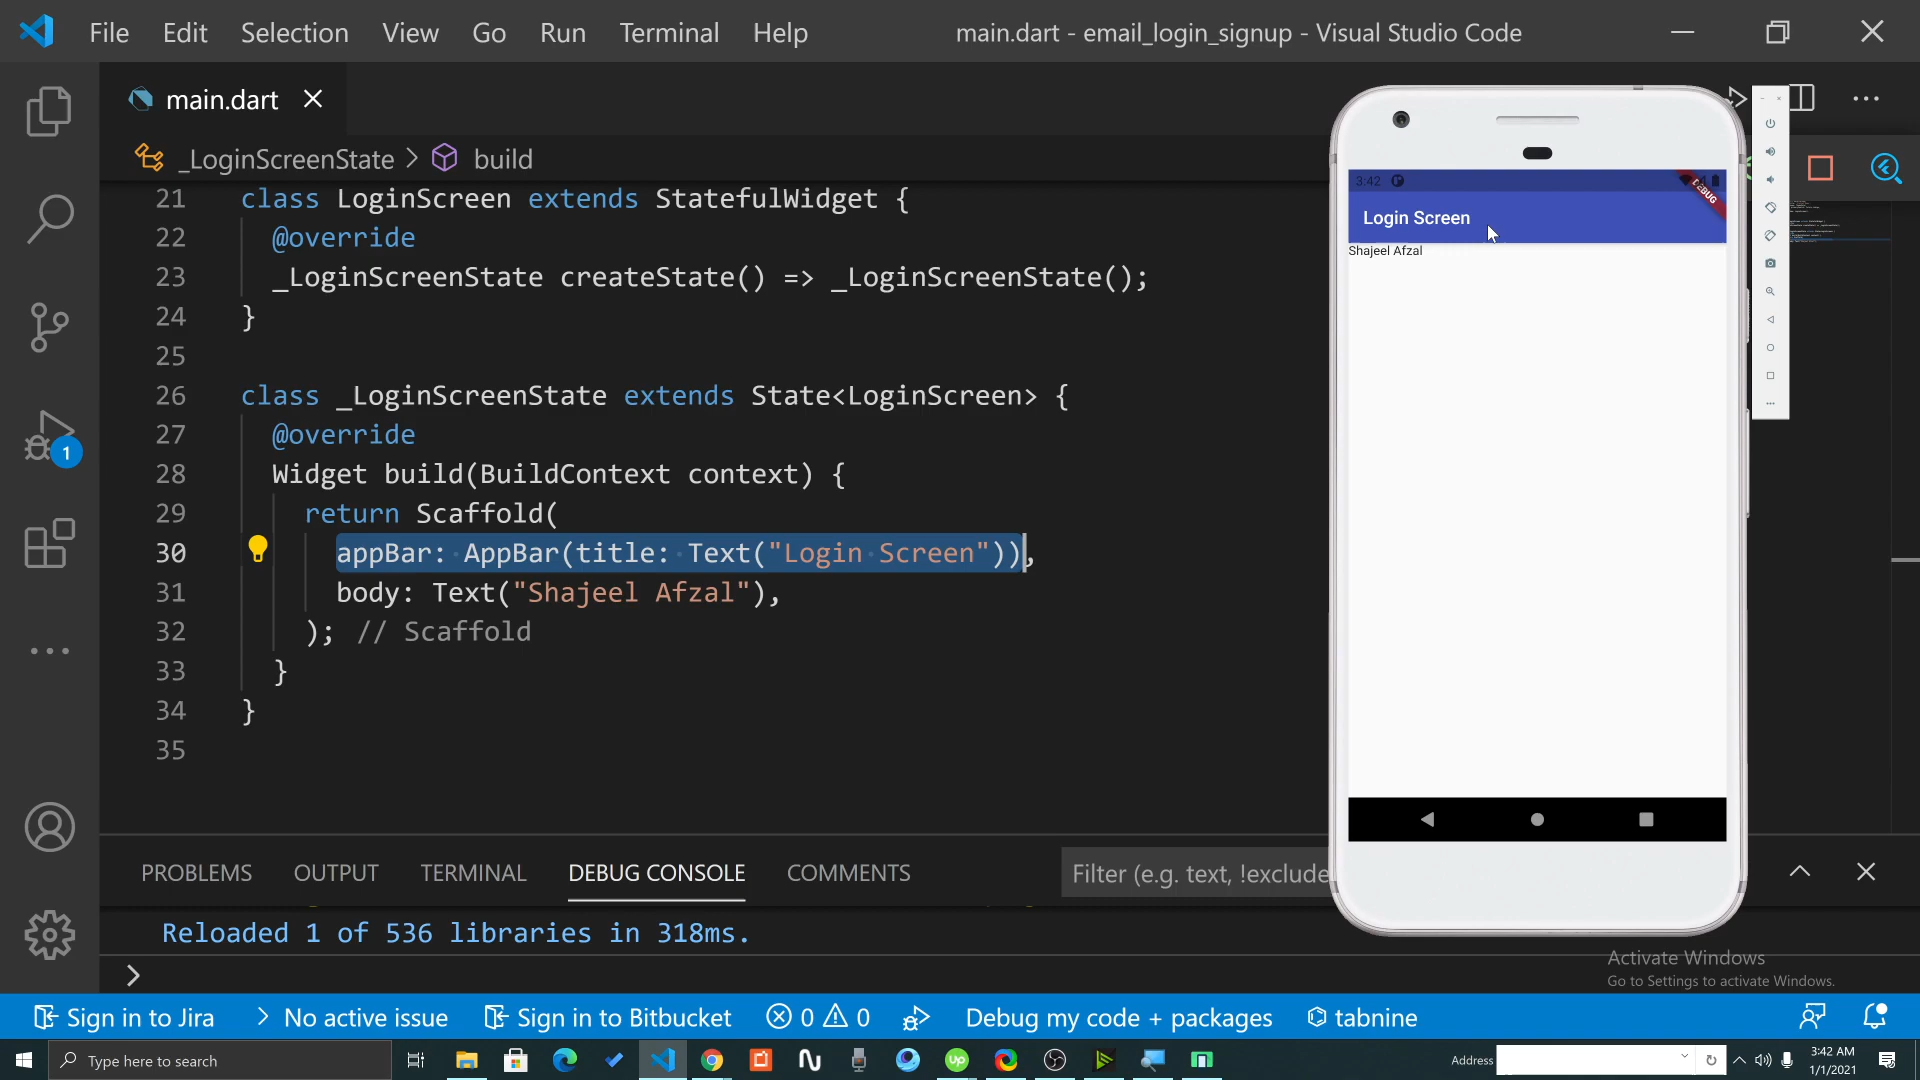 File Edit Selection View Go Run Terminal Help
main.dart - email_login_signup - Visual Studio Code
main.dart
_LoginScreenState > build
21 class LoginScreen extends StatefulWidget {
22 @override
23 _LoginScreenState createState() => _LoginScreenState();
24 }
25
26 class _LoginScreenState extends State<LoginScreen> {
27 @override
28 Widget build(BuildContext context) {
29 return Scaffold(
30 appBar: AppBar(title: Text("Login Screen")),
31 body: Text("Shajeel Afzal"),
32 ); // Scaffold
33 }
34 }
35
1
3:42
DEBUG
Login Screen
Shajeel Afzal
PROBLEMS OUTPUT TERMINAL DEBUG CONSOLE COMMENTS
Filter (e.g. text, !exclude
Reloaded 1 of 536 libraries in 318ms.
>
Activate Windows
Go to Settings to activate Windows.
Sign in to Jira > No active issue Sign in to Bitbucket 0 0 Debug my code + packages tabnine
Type here to search
Up
Address
3:42 AM
1/1/2021